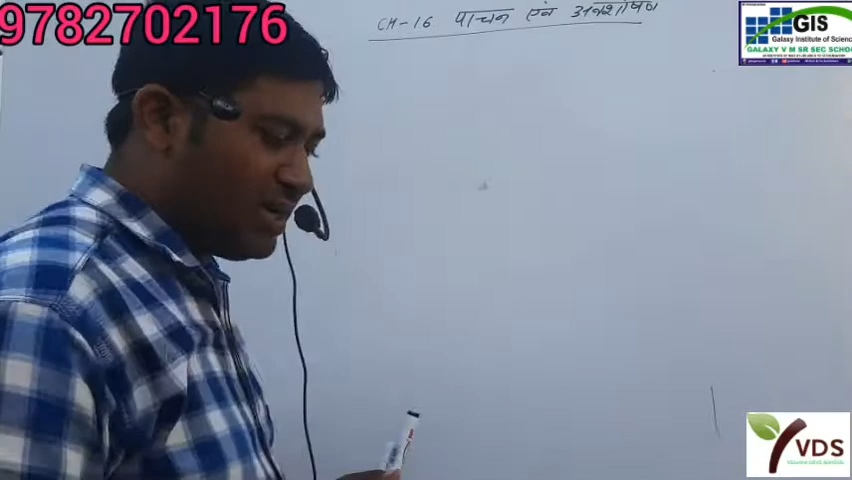 9782702176
CH-16 पाचन एवं अवशोषण
GIS
Galaxy Institute of Science
GALAXY V M SR SEC SCHOOL
VDS